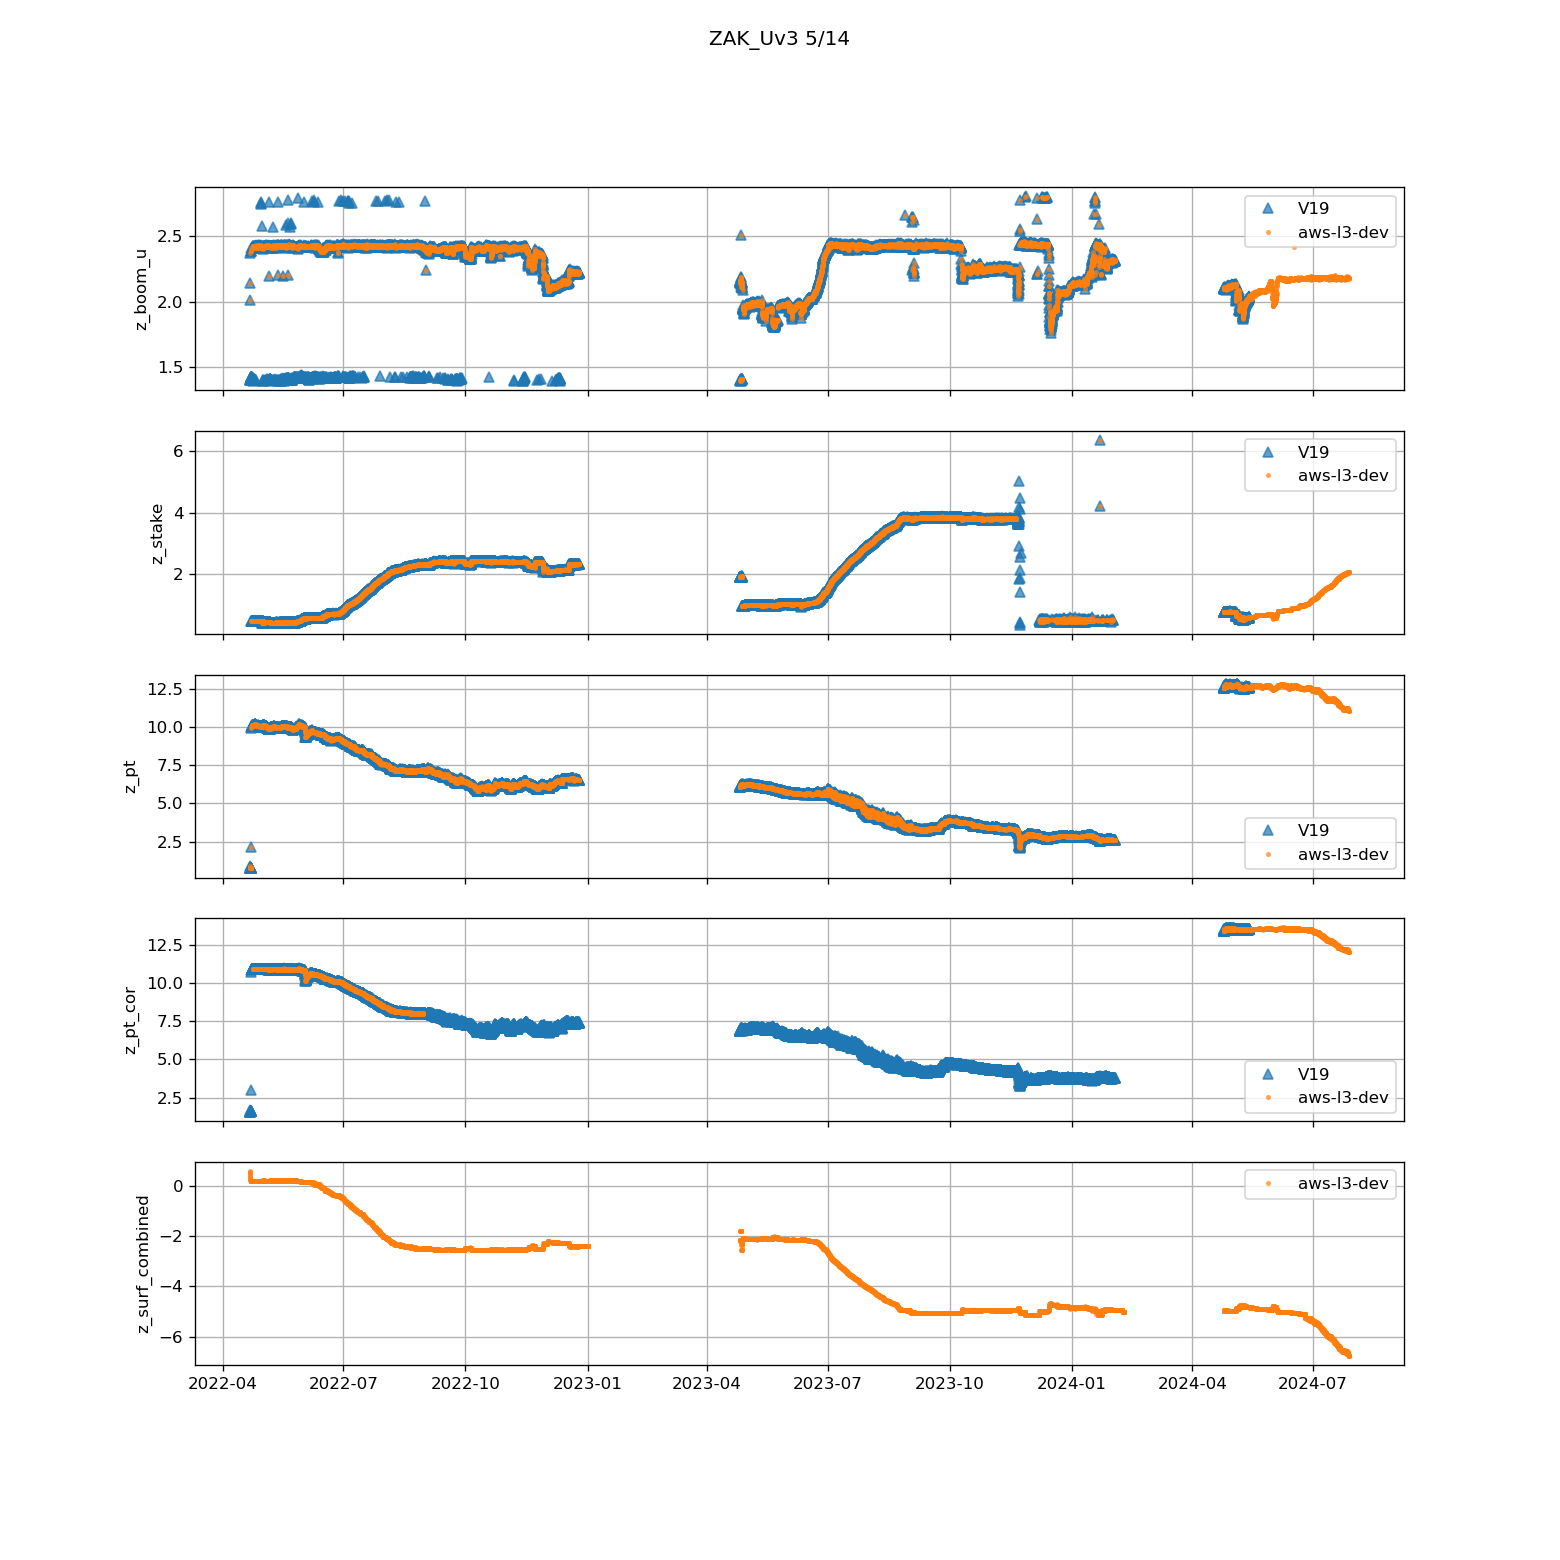 ZAK_Uv3 5/14
z_boom_u
2.5
2.0
1.5
V19
aws-l3-dev
z_stake
6
4
2
V19
aws-l3-dev
z_pt
12.5
10.0
7.5
5.0
2.5
V19
aws-l3-dev
z_pt_cor
12.5
10.0
7.5
5.0
2.5
V19
aws-l3-dev
z_surf_combined
0
−2
−4
−6
aws-l3-dev
2022-04 2022-07 2022-10 2023-01 2023-04 2023-07 2023-10 2024-01 2024-04 2024-07